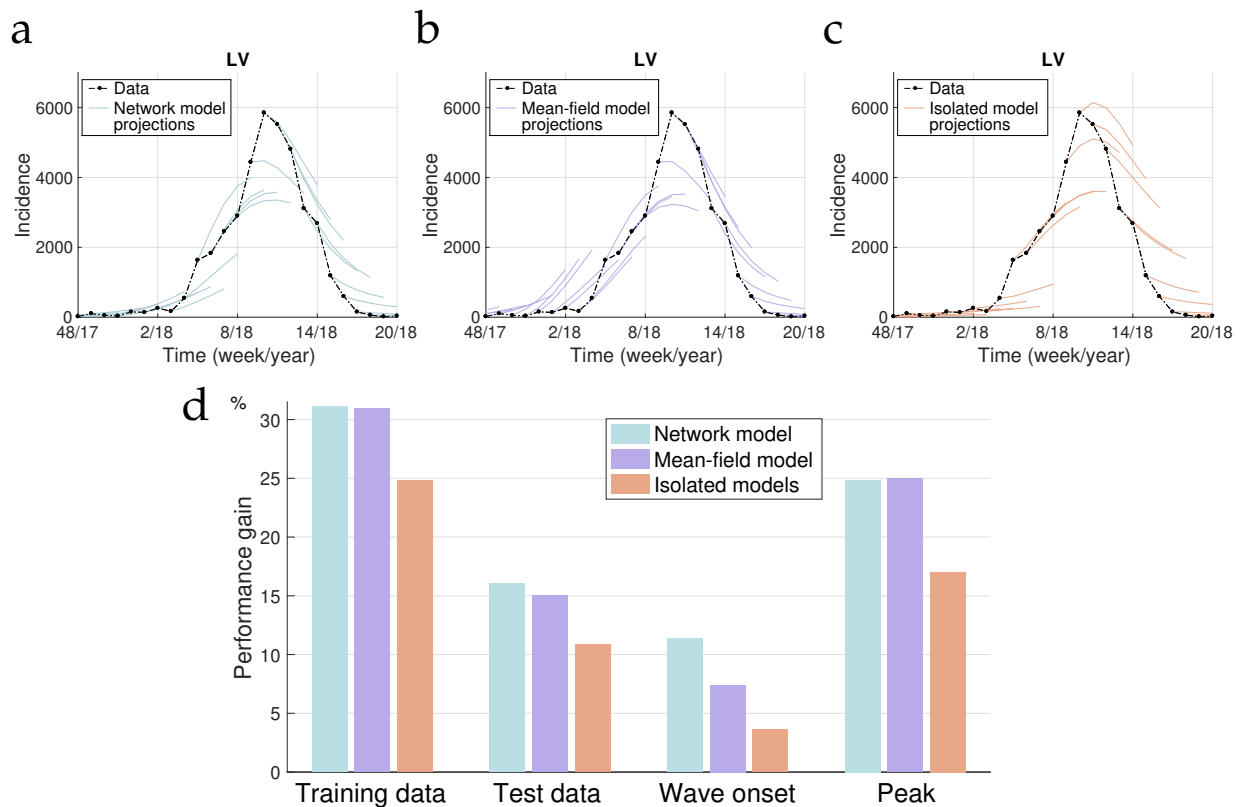 a
LV
Data
Network model
projections
6000
4000
2000
0
Incidence
48/17 2/18 8/18 14/18 20/18
Time (week/year)
b
LV
Data
Mean-field model
projections
6000
4000
2000
0
Incidence
48/17 2/18 8/18 14/18 20/18
Time (week/year)
c
LV
Data
Isolated model
projections
6000
4000
2000
0
Incidence
48/17 2/18 8/18 14/18 20/18
Time (week/year)
d
%
30
25
20
15
10
5
0
Performance gain
Network model
Mean-field model
Isolated models
Training data Test data Wave onset Peak